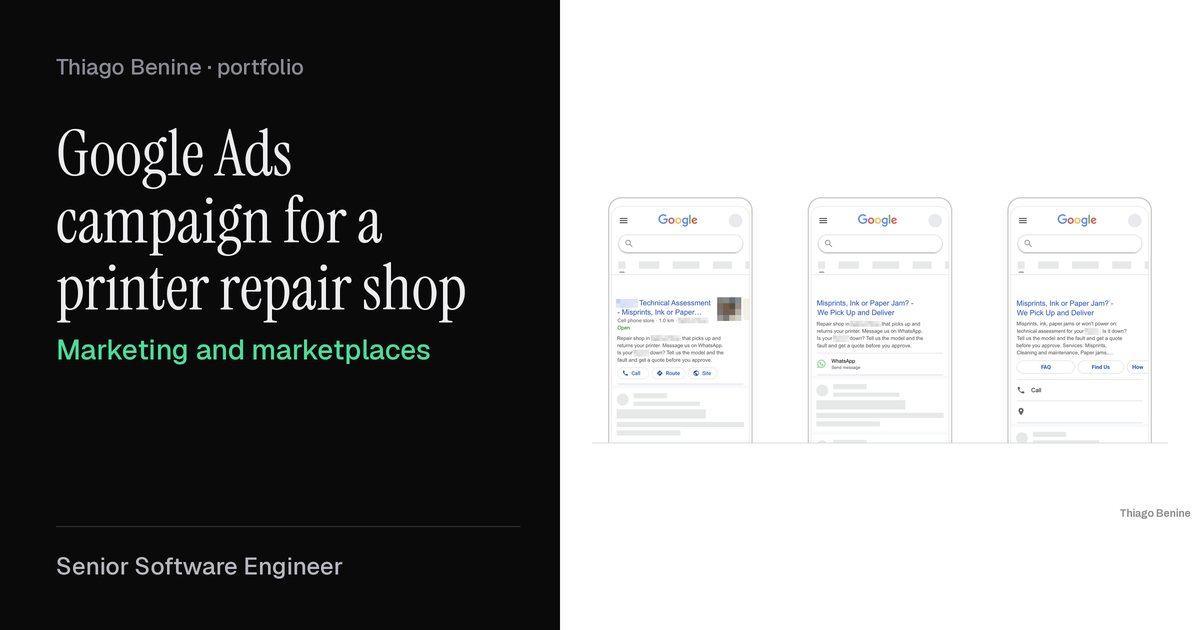 Thiago Benine · portfolio
Google Ads
campaign for a
printer repair shop
Marketing and marketplaces
Senior Software Engineer
Google
Technical Assessment
- Misprints, Ink or Paper...
Cell phone store · 1.0 km ·
Open
Repair shop in that picks up and
returns your printer. Message us on WhatsApp.
Is your down? Tell us the model and the
fault and get a quote before you approve.
Call Route Site
Google
Misprints, Ink or Paper Jam? -
We Pick Up and Deliver
Repair shop in that picks up and
returns your printer. Message us on WhatsApp.
Is your down? Tell us the model and the
fault and get a quote before you approve.
WhatsApp
Send message
Google
Misprints, Ink or Paper Jam? -
We Pick Up and Deliver
Misprints, ink, paper jams or won't power on:
technical assessment for your . Is it down?
Tell us the model and the fault and get a quote
before you approve. Services: Misprints,
Cleaning and maintenance, Paper jams,...
FAQ Find Us How
Call
Thiago Benine